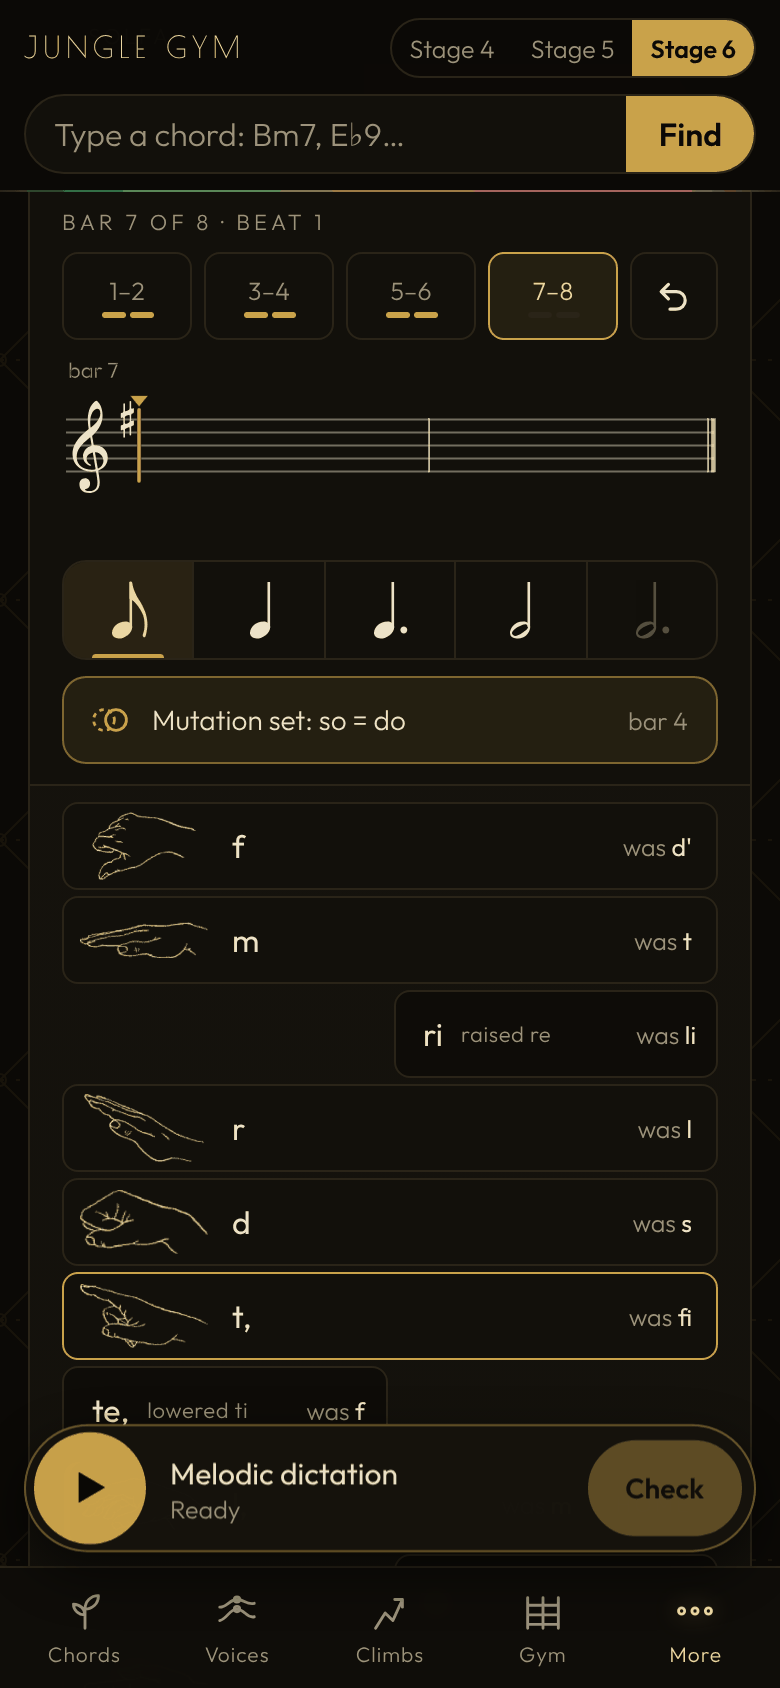 JUNGLE GYM
Stage 4 Stage 5 Stage 6
Type a chord: Bm7, E♭9...
Find
BAR 7 OF 8 · BEAT 1
1–2 3–4 5–6 7–8
bar 7
Mutation set: so = do bar 4
f was d'
m was t
ri raised re was li
r was l
d was s
t, was fi
te, lowered ti was f
Melodic dictation
Ready
Check
Chords Voices Climbs Gym More